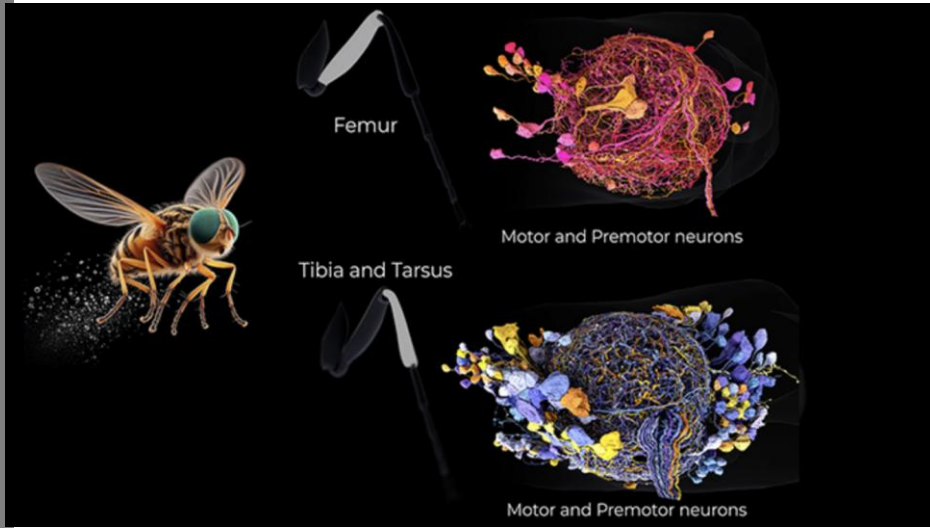 Femur
Motor and Premotor neurons
Tibia and Tarsus
Motor and Premotor neurons